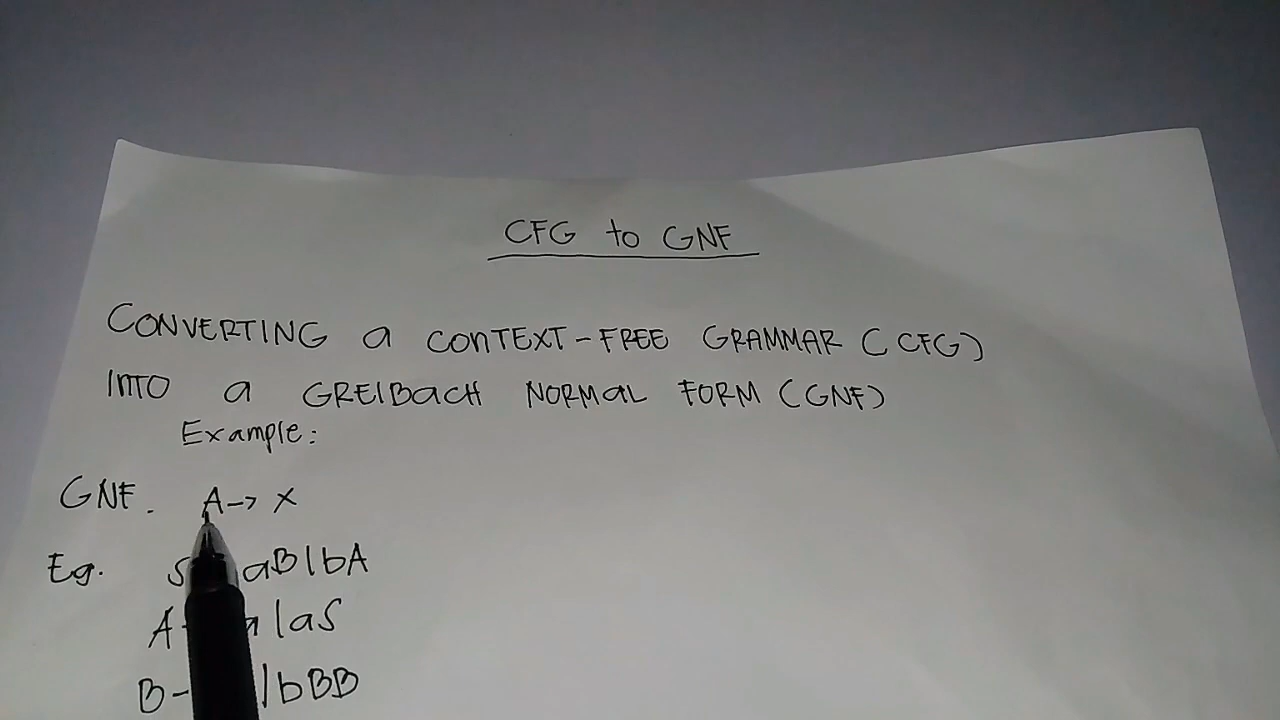 CFG to GNF
CONVERTING a CONTEXT-FREE GRAMMAR (CFG)
INTO a GREIBACH NORMAL FORM (GNF)
Example:
GNF. A -> X
Eg. S aB|bA
A- |aS
B- |bBB